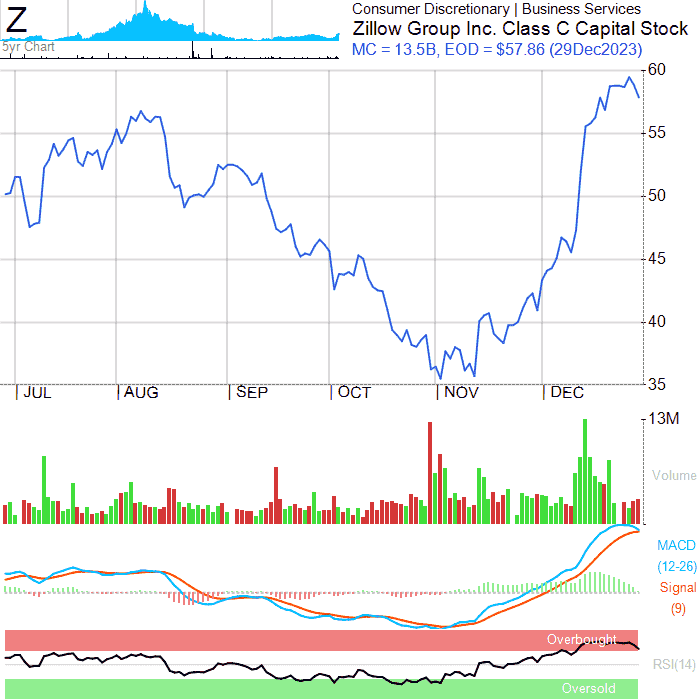 Z
5yr Chart
Consumer Discretionary | Business Services
Zillow Group Inc. Class C Capital Stock
MC = 13.5B, EOD = $57.86 (29Dec2023)
60
55
50
45
40
35
| JUL | AUG | SEP | OCT | NOV | DEC
13M
Volume
MACD
(12-26)
Signal
(9)
Overbought
RSI(14)
Oversold